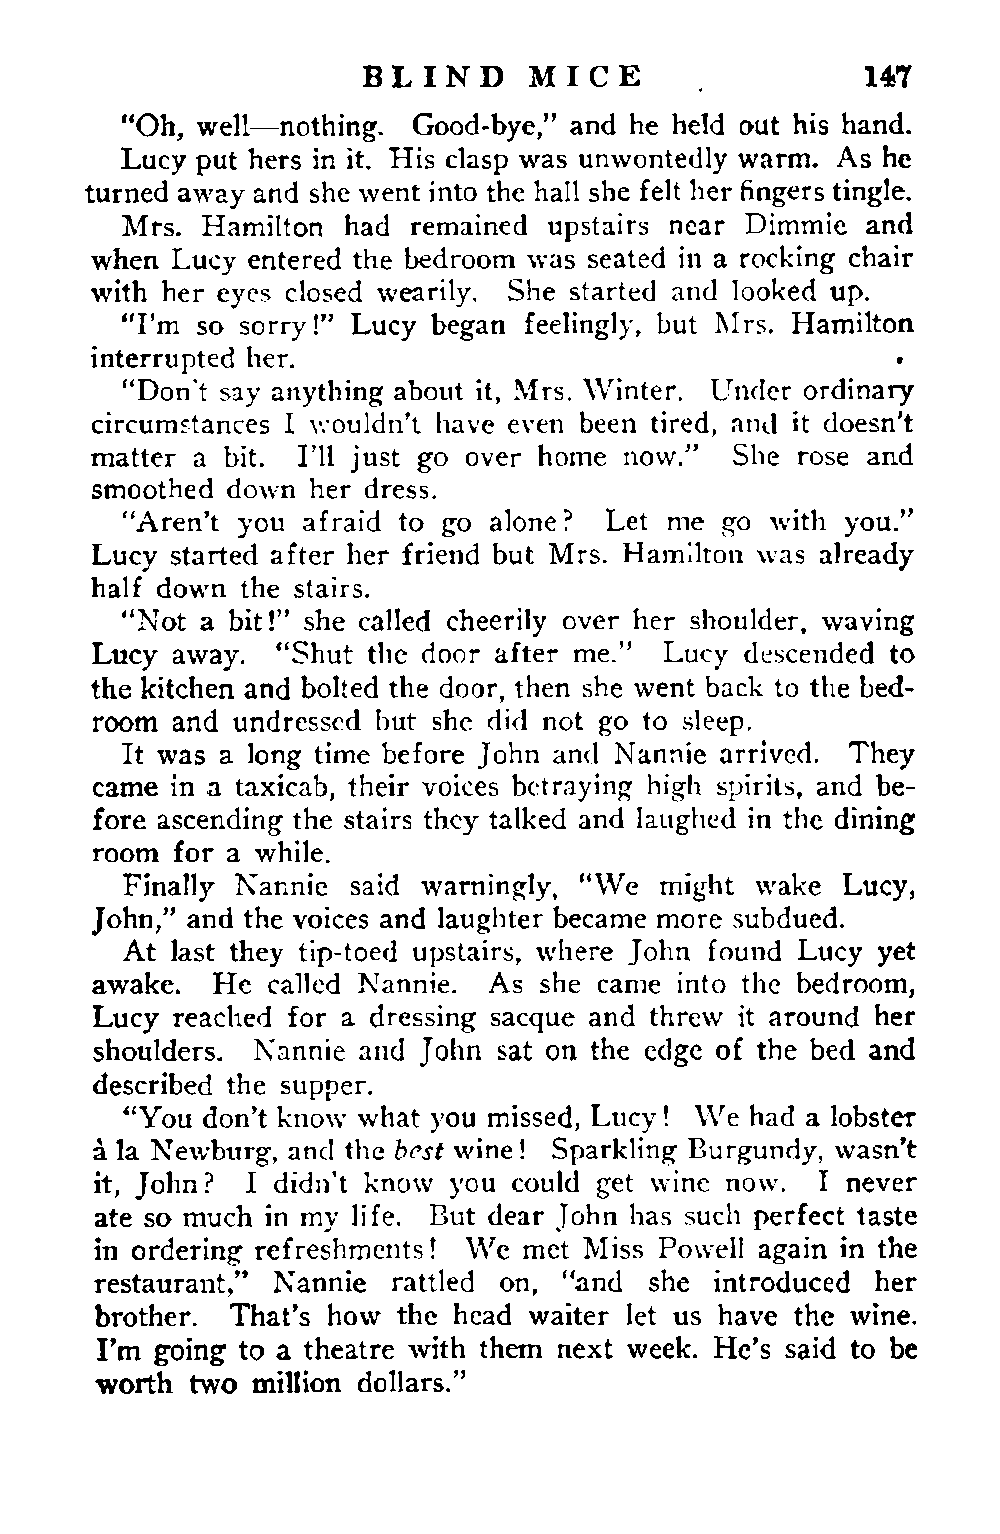 BLIND MICE 147
“Oh, well—nothing. Good-bye,” and he held out his hand.
Lucy put hers in it. His clasp was unwontedly warm. As he
turned away and she went into the hall she felt her fingers tingle.
Mrs. Hamilton had remained upstairs near Dimmie and
when Lucy entered the bedroom was seated in a rocking chair
with her eyes closed wearily. She started and looked up.
“I’m so sorry!” Lucy began feelingly, but Mrs. Hamilton
interrupted her.
“Don’t say anything about it, Mrs. Winter. Under ordinary
circumstances I wouldn’t have even been tired, and it doesn’t
matter a bit. I’ll just go over home now.” She rose and
smoothed down her dress.
“Aren’t you afraid to go alone? Let me go with you.”
Lucy started after her friend but Mrs. Hamilton was already
half down the stairs.
“Not a bit!” she called cheerily over her shoulder, waving
Lucy away. “Shut the door after me.” Lucy descended to
the kitchen and bolted the door, then she went back to the bed-
room and undressed but she did not go to sleep.
It was a long time before John and Nannie arrived. They
came in a taxicab, their voices betraying high spirits, and be-
fore ascending the stairs they talked and laughed in the dining
room for a while.
Finally Nannie said warningly, “We might wake Lucy,
John,” and the voices and laughter became more subdued.
At last they tip-toed upstairs, where John found Lucy yet
awake. He called Nannie. As she came into the bedroom,
Lucy reached for a dressing sacque and threw it around her
shoulders. Nannie and John sat on the edge of the bed and
described the supper.
“You don’t know what you missed, Lucy! We had a lobster
à la Newburg, and the best wine! Sparkling Burgundy, wasn’t
it, John? I didn’t know you could get wine now. I never
ate so much in my life. But dear John has such perfect taste
in ordering refreshments! We met Miss Powell again in the
restaurant,” Nannie rattled on, “and she introduced her
brother. That’s how the head waiter let us have the wine.
I’m going to a theatre with them next week. He’s said to be
worth two million dollars.”